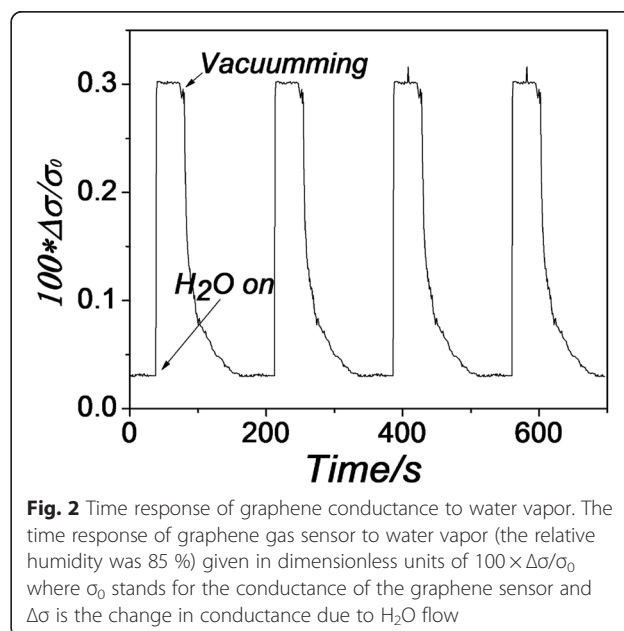 0.3
0.2
0.1
0.0
100*Δσ/σ₀
Vacuumming
H₂O on
0
200
400
600
Time/s
Fig. 2 Time response of graphene conductance to water vapor. The
time response of graphene gas sensor to water vapor (the relative
humidity was 85 %) given in dimensionless units of 100 × Δσ/σ₀
where σ₀ stands for the conductance of the graphene sensor and
Δσ is the change in conductance due to H₂O flow